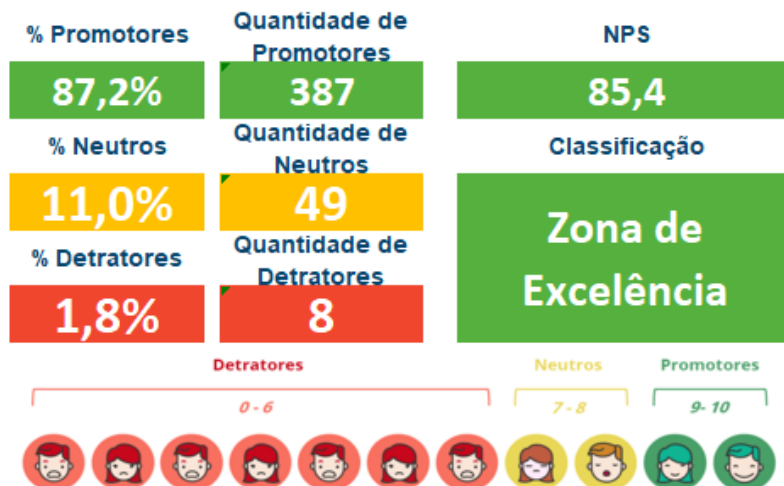 % Promotores
Quantidade de
Promotores
NPS
87,2%
387
85,4
% Neutros
Quantidade de
Neutros
Classificação
11,0%
49
Zona de
Excelência
% Detratores
Quantidade de
Detratores
1,8%
8
Detratores
Neutros
Promotores
0 - 6
7 - 8
9- 10